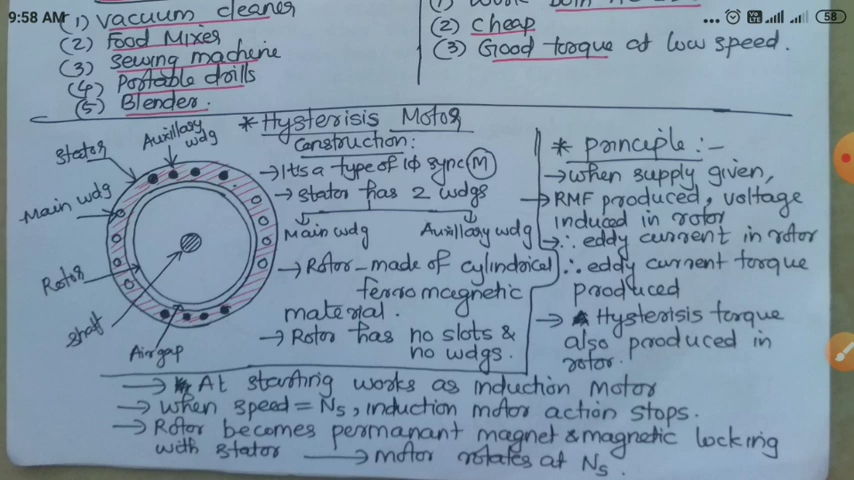 9:58 AM
... 58
(1) vacuum cleaner
(2) Food Mixer
(3) sewing machine
(4) Portable drills
(5) Blender.
(2) cheap
(3) Good torque at low speed.
* Hysterisis Motor
Construction:
→ It's a type of 1ϕ sync (M)
→ stator has 2 wdgs
Main wdg Auxillary wdg
→ Rotor - made of cylindorical
ferromagnetic
material.
→ Rotor has no slots &
no wdgs.
Stator
Auxillary
wdg
Main wdg
Rotor
Shaft
Airgap
* principle :-
→ when supply given,
→ RMF produced, voltage
induced in rotor
→ ∴ eddy current in rotor
∴ eddy current torque
produced
→ Hysterisis torque
also produced in
rotor.
→ At starting works as induction motor
→ when speed = Ns, induction motor action stops.
→ Rotor becomes permanant magnet & magnetic locking
with stator → motor rotates at Ns.